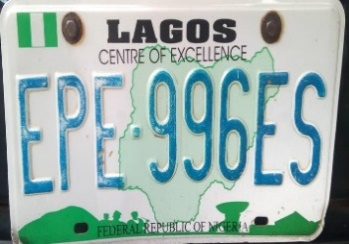 LAGOS
CENTRE OF EXCELLENCE
EPE-996ES
FEDERAL REPUBLIC OF NIGERIA